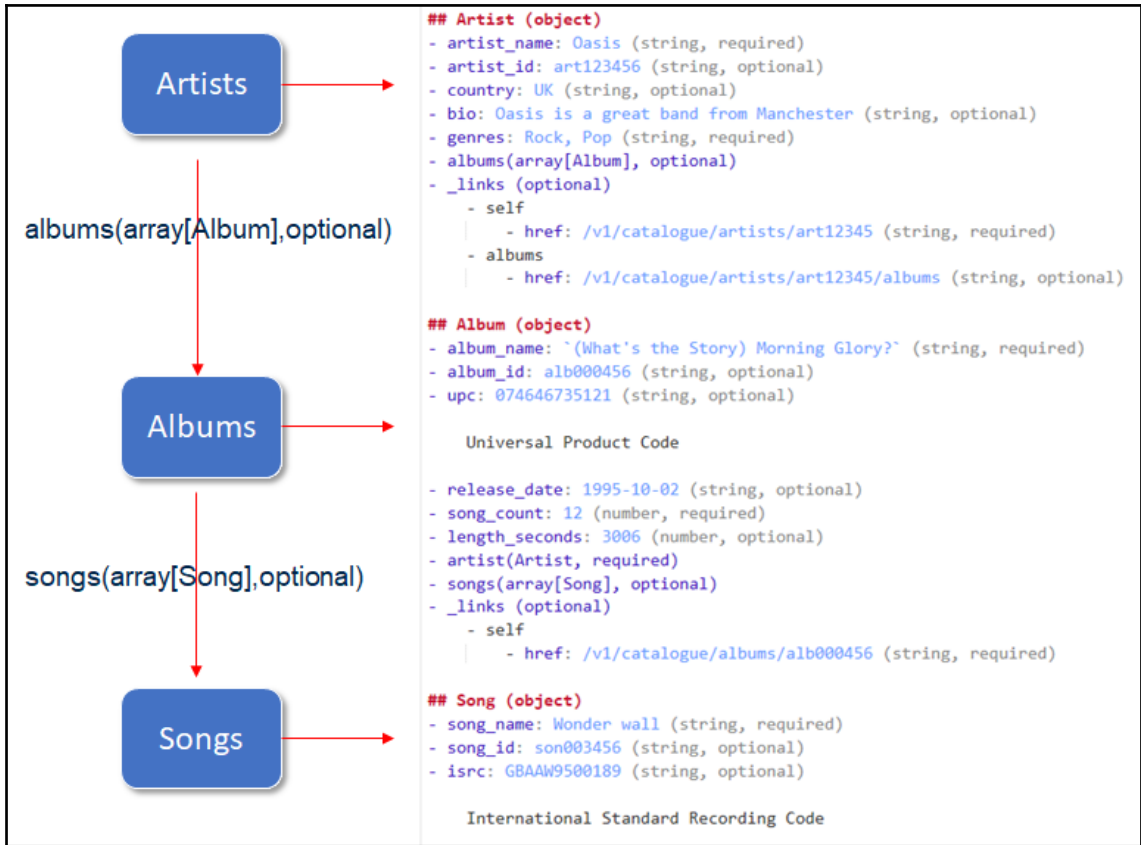 Artists
albums(array[Album],optional)
Albums
songs(array[Song],optional)
Songs
## Artist (object)
- artist_name: Oasis (string, required)
- artist_id: art123456 (string, optional)
- country: UK (string, optional)
- bio: Oasis is a great band from Manchester (string, optional)
- genres: Rock, Pop (string, required)
- albums(array[Album], optional)
- _links (optional)
- self
- href: /v1/catalogue/artists/art12345 (string, required)
- albums
- href: /v1/catalogue/artists/art12345/albums (string, optional)
## Album (object)
- album_name: `(What's the Story) Morning Glory?` (string, required)
- album_id: alb000456 (string, optional)
- upc: 074646735121 (string, optional)
Universal Product Code
- release_date: 1995-10-02 (string, optional)
- song_count: 12 (number, required)
- length_seconds: 3006 (number, optional)
- artist(Artist, required)
- songs(array[Song], optional)
- _links (optional)
- self
- href: /v1/catalogue/albums/alb000456 (string, required)
## Song (object)
- song_name: Wonder wall (string, required)
- song_id: son003456 (string, optional)
- isrc: GBAAW9500189 (string, optional)
International Standard Recording Code